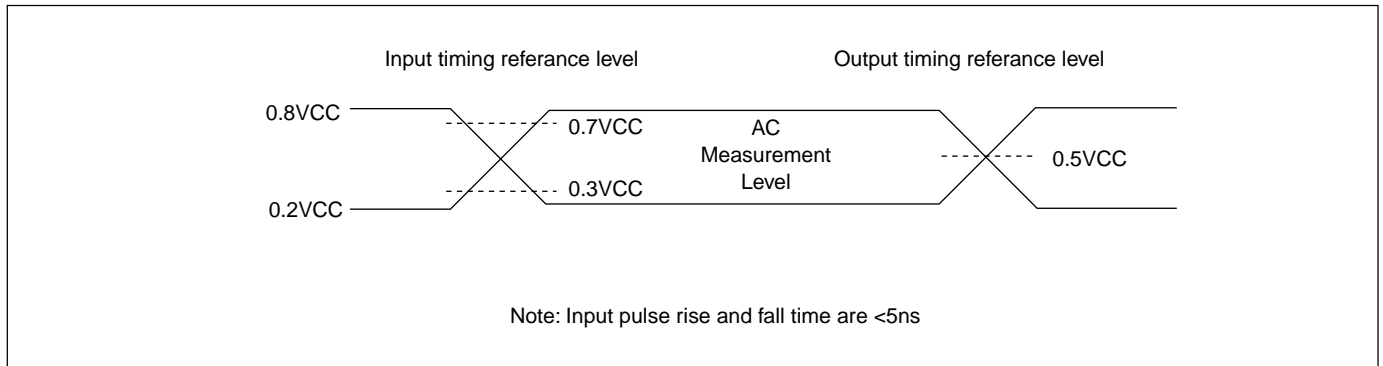 Input timing referance level
Output timing referance level
0.8VCC
0.7VCC
AC
Measurement
Level
0.5VCC
0.3VCC
0.2VCC
Note: Input pulse rise and fall time are <5ns